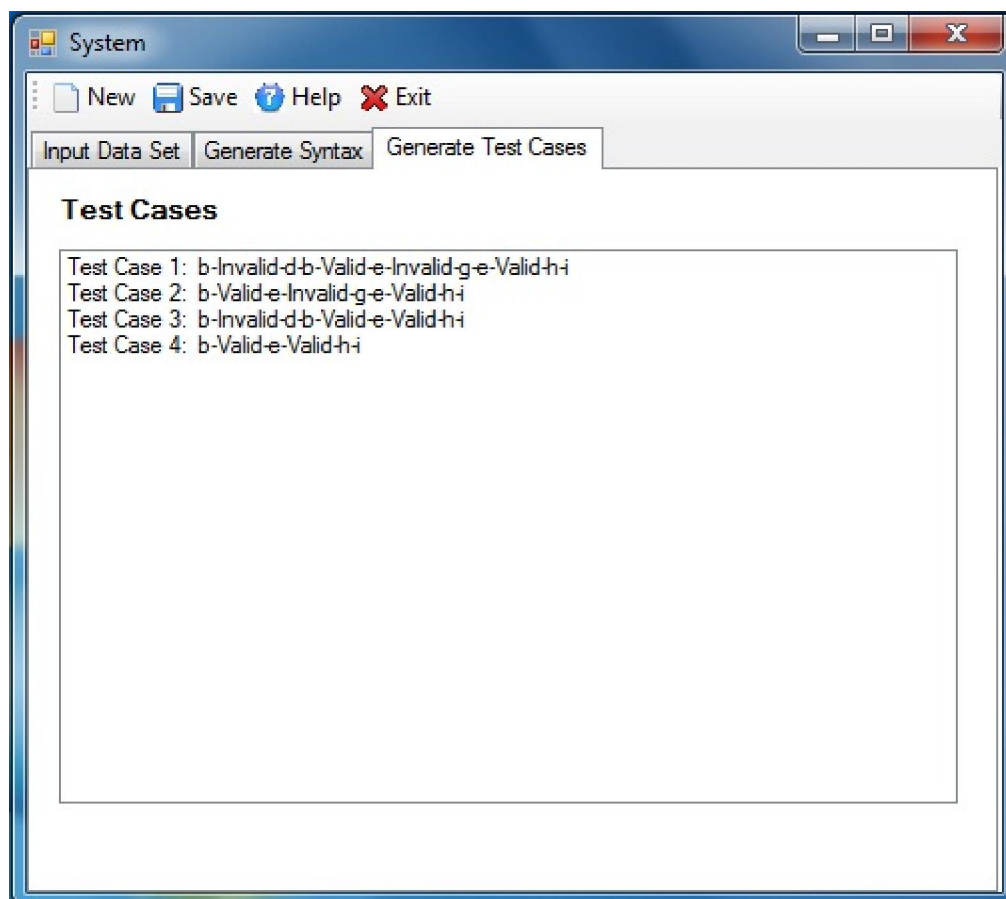 System
New Save Help Exit
Input Data Set Generate Syntax Generate Test Cases
Test Cases
Test Case 1: b-Invalid-d-b-Valid-e-Invalid-g-e-Valid-h-i
Test Case 2: b-Valid-e-Invalid-g-e-Valid-h-i
Test Case 3: b-Invalid-d-b-Valid-e-Valid-h-i
Test Case 4: b-Valid-e-Valid-h-i